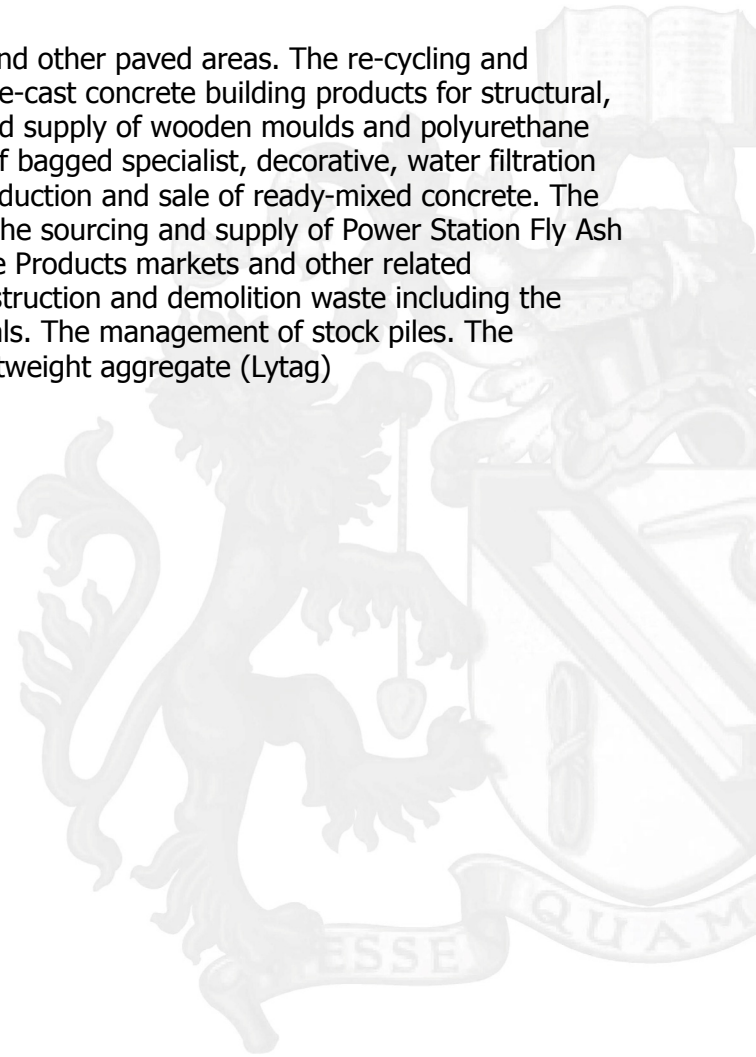 nd other paved areas. The re-cycling and
e-cast concrete building products for structural,
d supply of wooden moulds and polyurethane
f bagged specialist, decorative, water filtration
duction and sale of ready-mixed concrete. The
he sourcing and supply of Power Station Fly Ash
e Products markets and other related
struction and demolition waste including the
ls. The management of stock piles. The
tweight aggregate (Lytag)
ESSE
QUAM